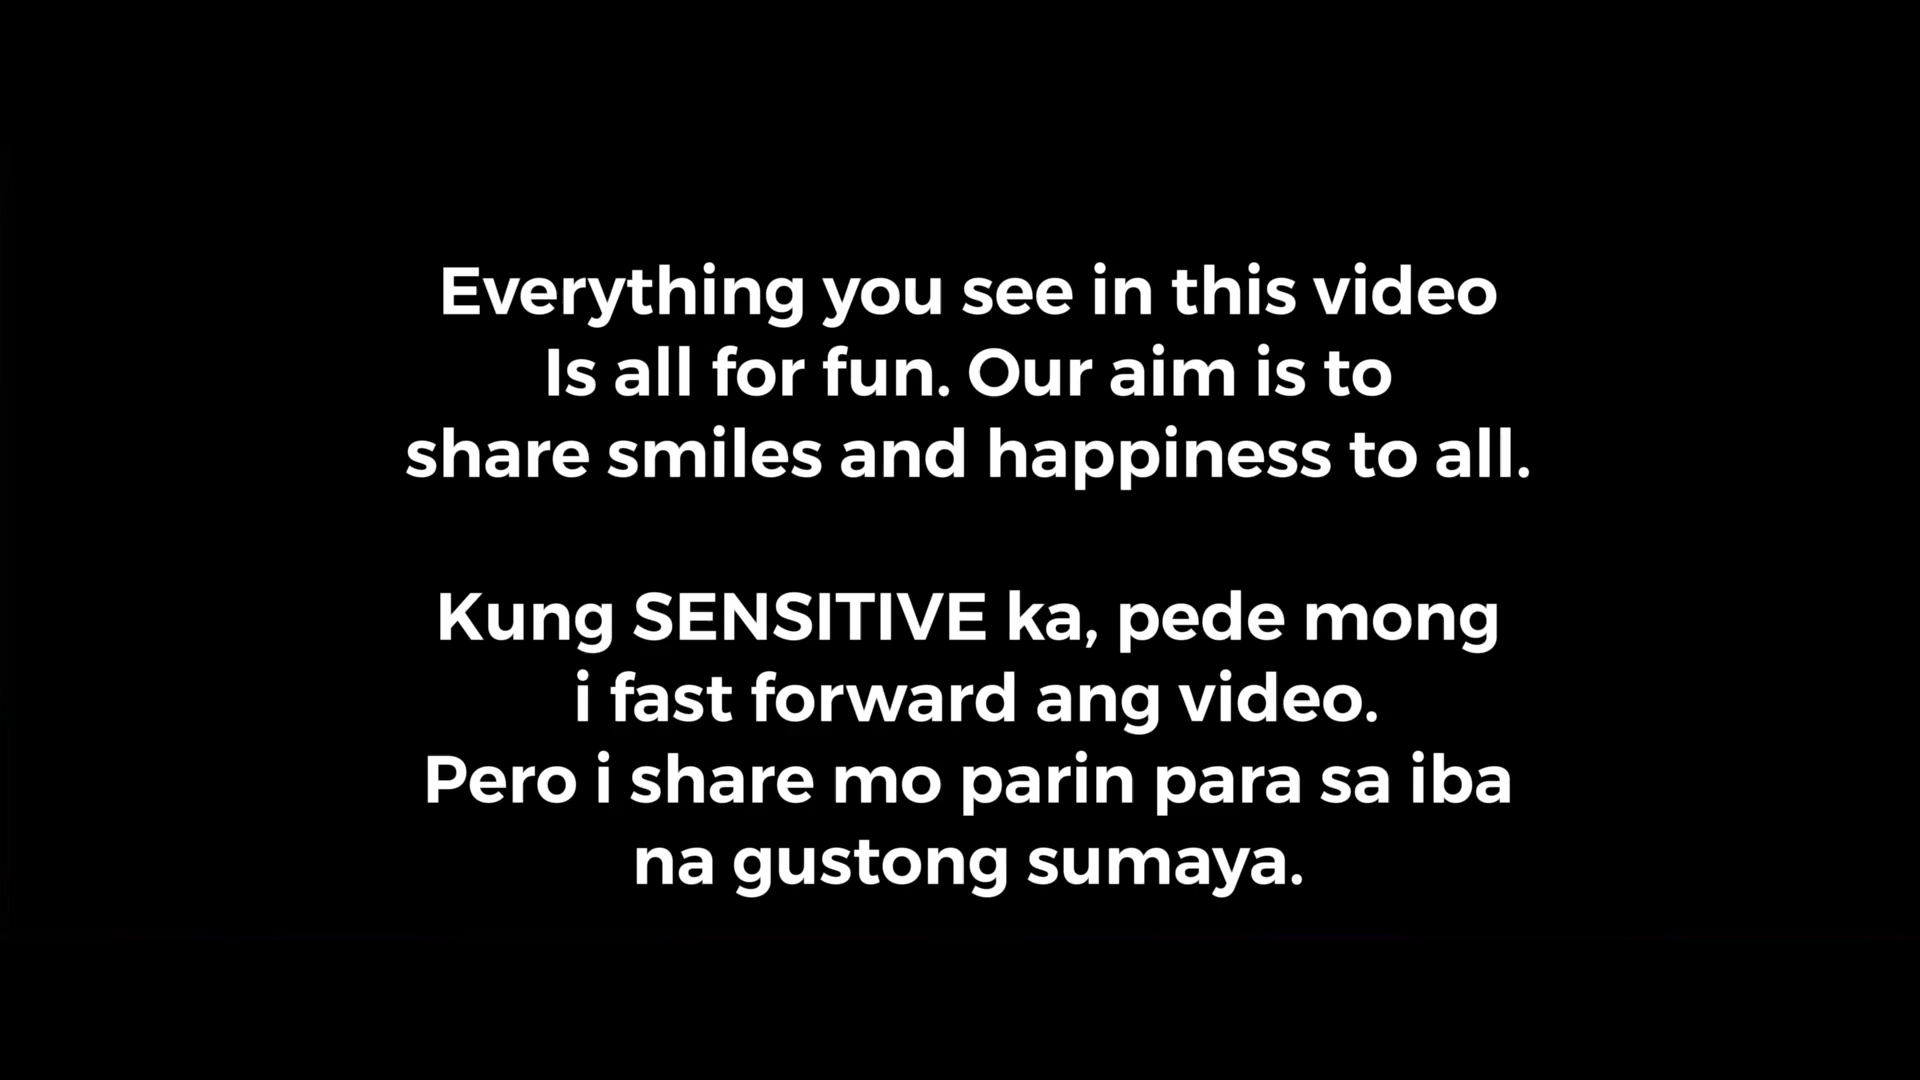 Everything you see in this video
Is all for fun. Our aim is to
share smiles and happiness to all.
Kung SENSITIVE ka, pede mong
i fast forward ang video.
Pero i share mo parin para sa iba
na gustong sumaya.